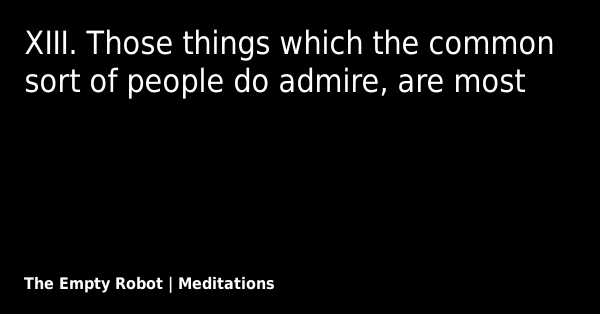 XIII. Those things which the common
sort of people do admire, are most
The Empty Robot | Meditations